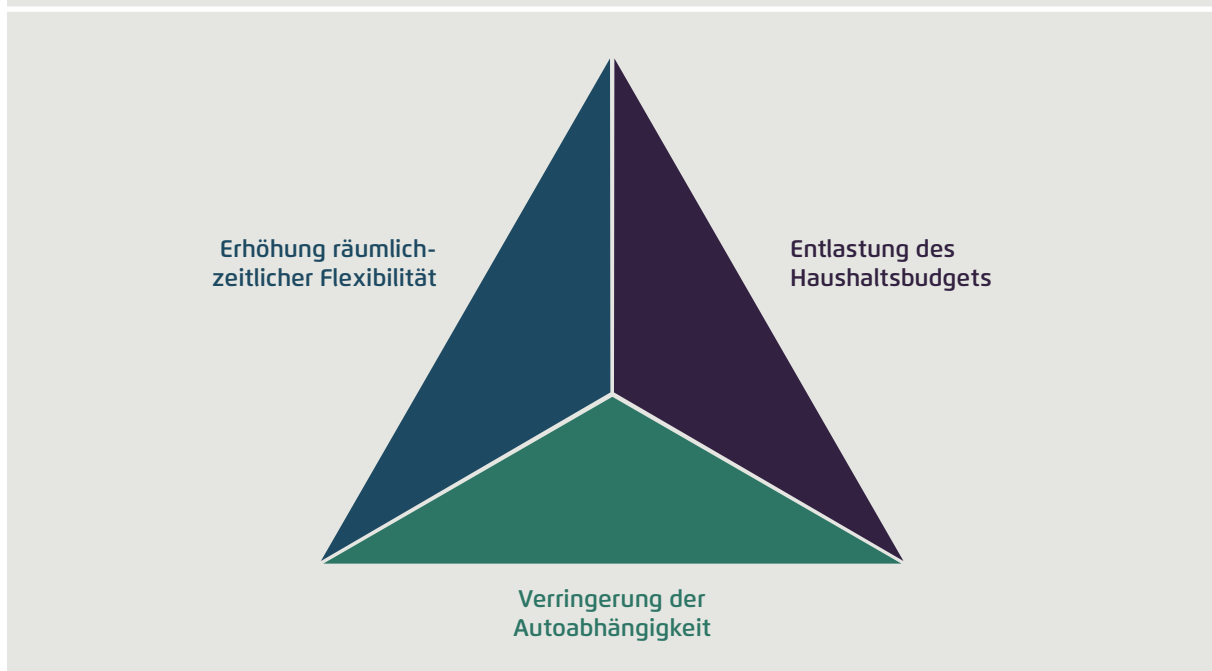 Erhöhung räumlich-
zeitlicher Flexibilität
Entlastung des
Haushaltsbudgets
Verringerung der
Autoabhängigkeit